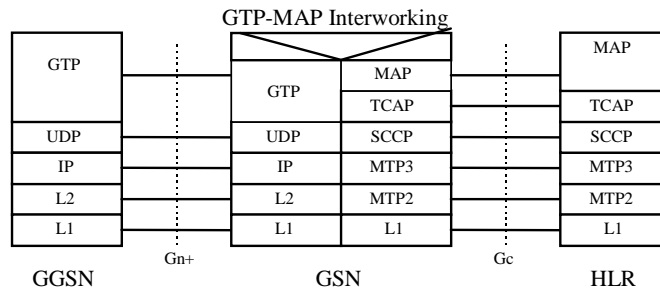 GTP-MAP Interworking
GTP
MAP
MAP
GTP
TCAP
TCAP
UDP
UDP
SCCP
SCCP
IP
IP
MTP3
MTP3
L2
L2
MTP2
MTP2
L1
L1
L1
L1
Gn+
Gc
GGSN
GSN
HLR